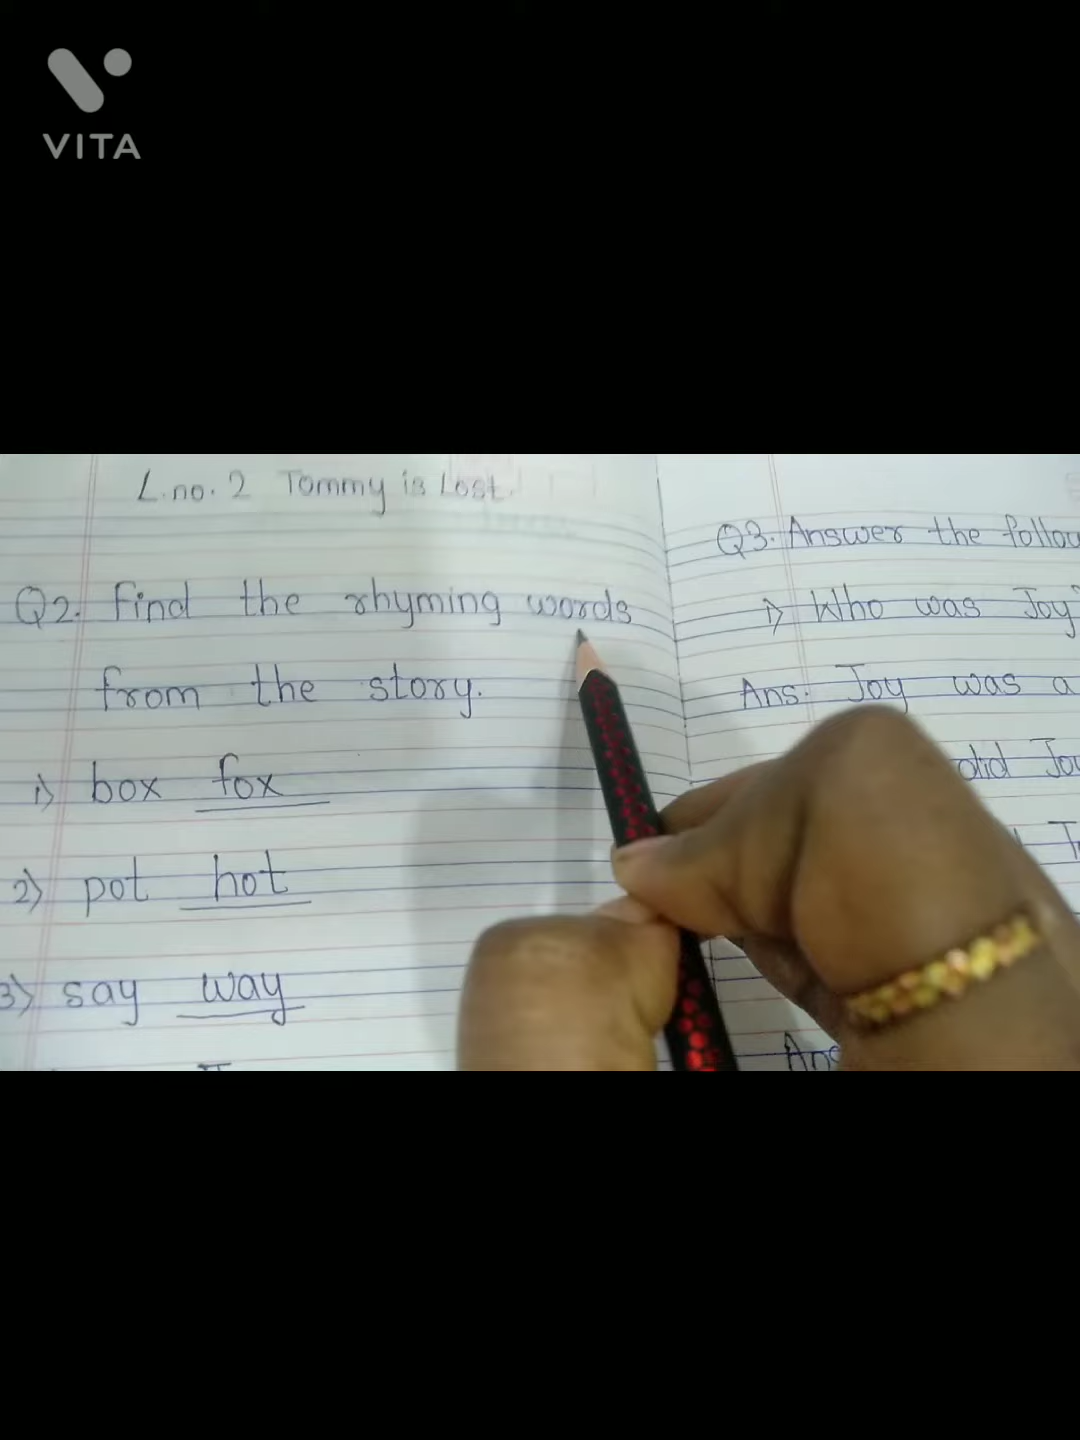 VITA
L.no. 2 Tommy is Lost.
Q2. Find the rhyming words
from the story.
1) box fox
2) pot hot
3) say way
Q3. Answer the
1) Who was Joy?
Ans. Joy was a